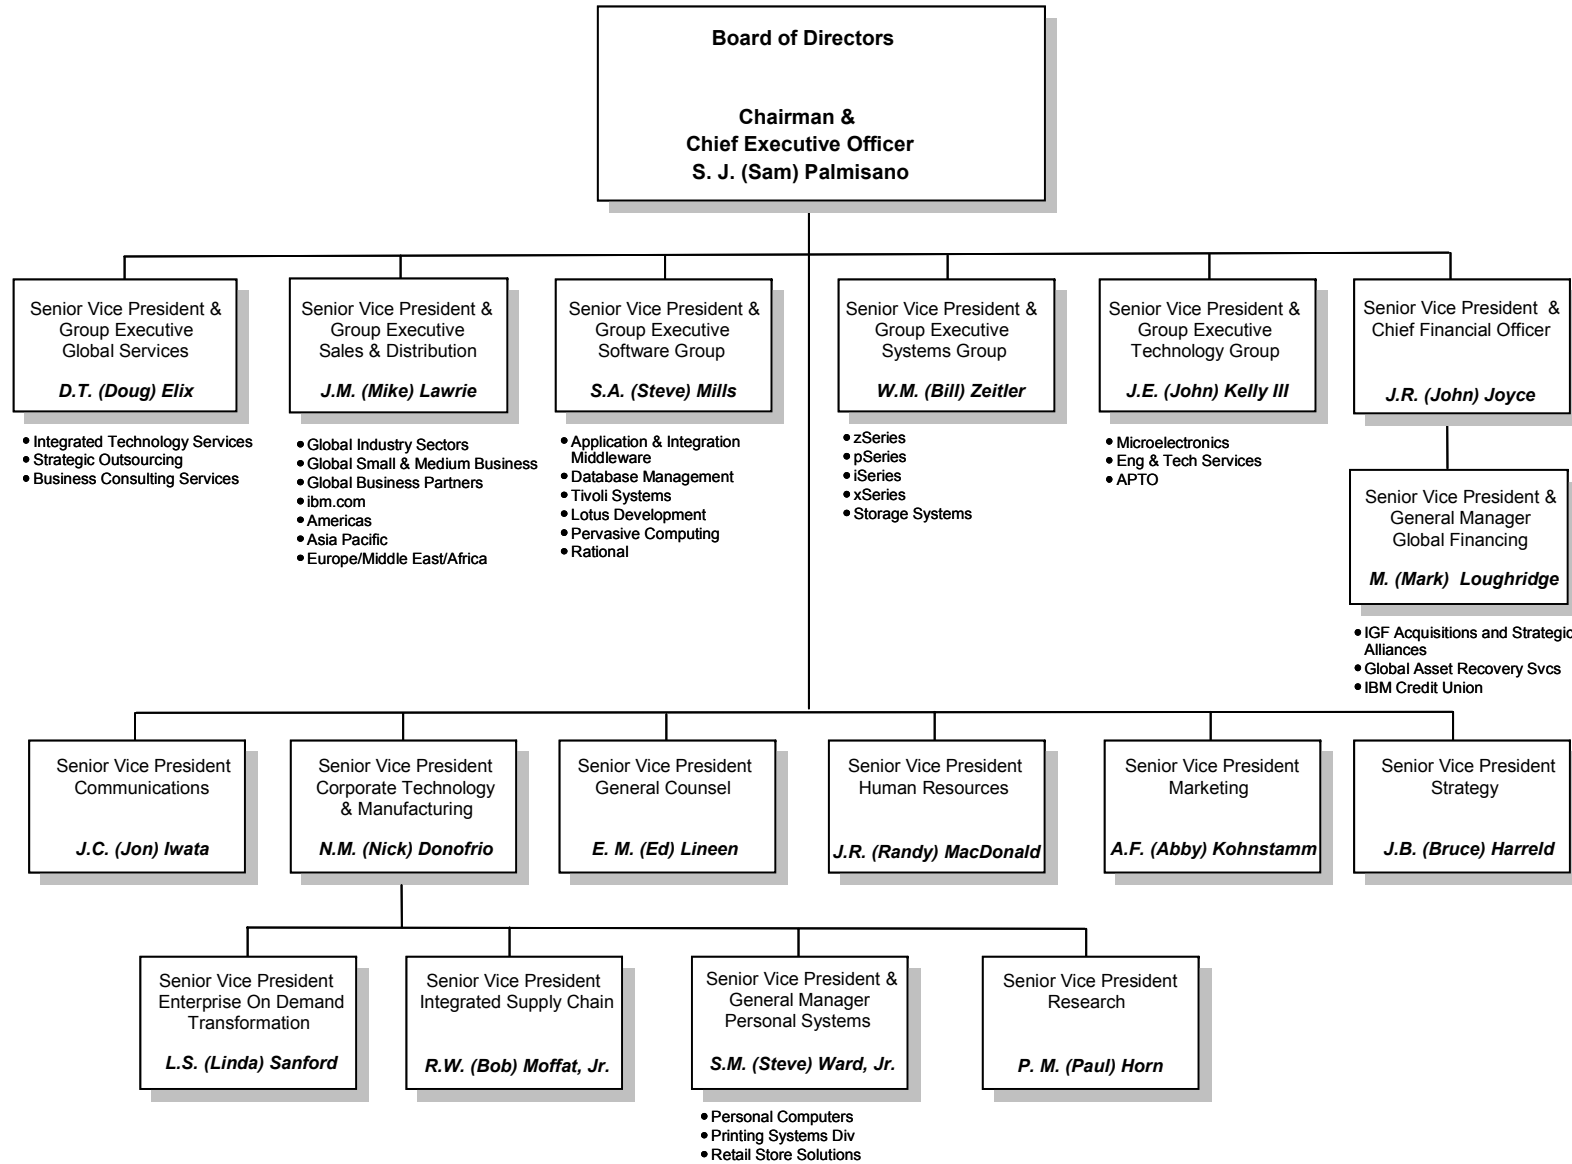 Board of Directors
Chairman &
Chief Executive Officer
S. J. (Sam) Palmisano
Senior Vice President &
Group Executive
Global Services
D.T. (Doug) Elix
• Integrated Technology Services
• Strategic Outsourcing
• Business Consulting Services
Senior Vice President &
Group Executive
Sales & Distribution
J.M. (Mike) Lawrie
• Global Industry Sectors
• Global Small & Medium Business
• Global Business Partners
• ibm.com
• Americas
• Asia Pacific
• Europe/Middle East/Africa
Senior Vice President &
Group Executive
Software Group
S.A. (Steve) Mills
• Application & Integration
Middleware
• Database Management
• Tivoli Systems
• Lotus Development
• Pervasive Computing
• Rational
Senior Vice President &
Group Executive
Systems Group
W.M. (Bill) Zeitler
• zSeries
• pSeries
• iSeries
• xSeries
• Storage Systems
Senior Vice President &
Group Executive
Technology Group
J.E. (John) Kelly III
• Microelectronics
• Eng & Tech Services
• APTO
Senior Vice President &
Chief Financial Officer
J.R. (John) Joyce
Senior Vice President &
General Manager
Global Financing
M. (Mark) Loughridge
• IGF Acquisitions and Strategic
Alliances
• Global Asset Recovery Svcs
• IBM Credit Union
Senior Vice President
Communications
J.C. (Jon) Iwata
Senior Vice President
Corporate Technology
& Manufacturing
N.M. (Nick) Donofrio
Senior Vice President
General Counsel
E. M. (Ed) Lineen
Senior Vice President
Human Resources
J.R. (Randy) MacDonald
Senior Vice President
Marketing
A.F. (Abby) Kohnstamm
Senior Vice President
Strategy
J.B. (Bruce) Harreld
Senior Vice President
Enterprise On Demand
Transformation
L.S. (Linda) Sanford
Senior Vice President
Integrated Supply Chain
R.W. (Bob) Moffat, Jr.
Senior Vice President &
General Manager
Personal Systems
S.M. (Steve) Ward, Jr.
• Personal Computers
• Printing Systems Div
• Retail Store Solutions
Senior Vice President
Research
P. M. (Paul) Horn